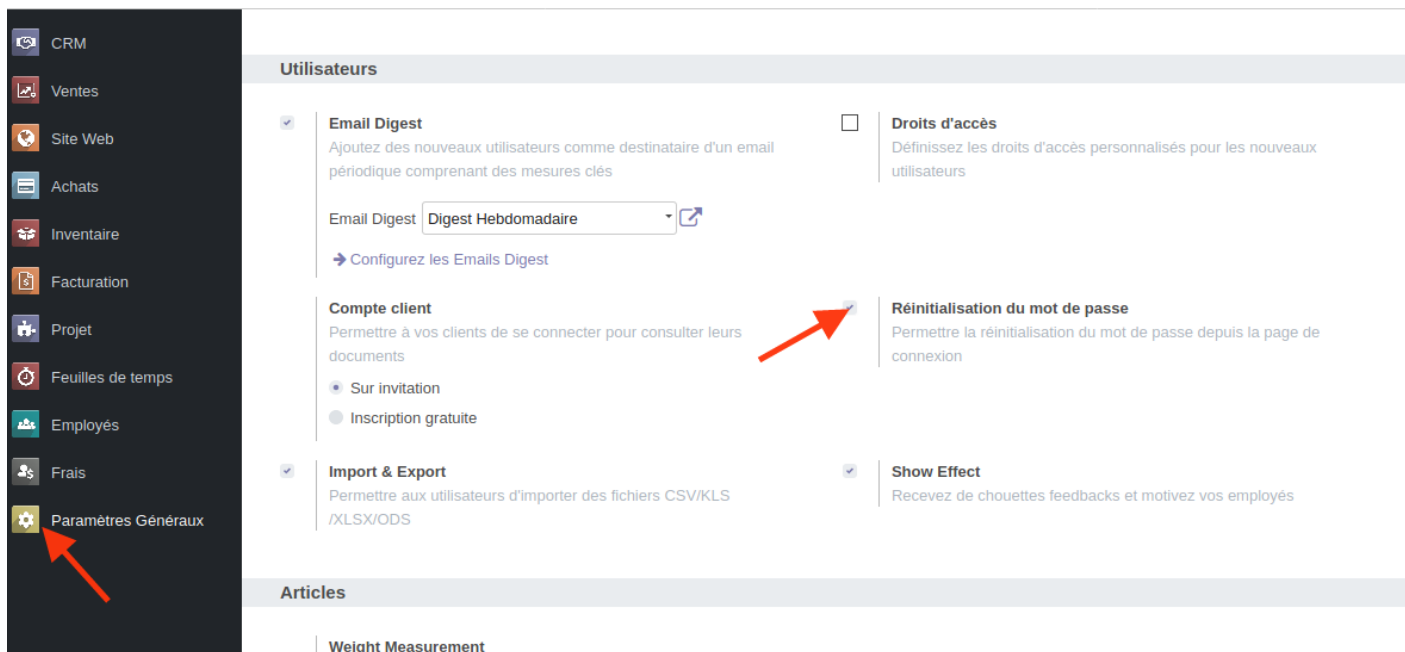 CRM
Ventes
Site Web
Achats
Inventaire
Facturation
Projet
Feuilles de temps
Employés
Frais
Paramètres Généraux
Utilisateurs
Email Digest
Ajoutez des nouveaux utilisateurs comme destinataire d'un email
périodique comprenant des mesures clés
Email Digest Digest Hebdomadaire
Configurez les Emails Digest
Droits d'accès
Définissez les droits d'accès personnalisés pour les nouveaux
utilisateurs
Compte client
Permettre à vos clients de se connecter pour consulter leurs
documents
Sur invitation
Inscription gratuite
Réinitialisation du mot de passe
Permettre la réinitialisation du mot de passe depuis la page de
connexion
Import & Export
Permettre aux utilisateurs d'importer des fichiers CSV/KLS
/XLSX/ODS
Show Effect
Recevez de chouettes feedbacks et motivez vos employés
Articles
Weight Measurement